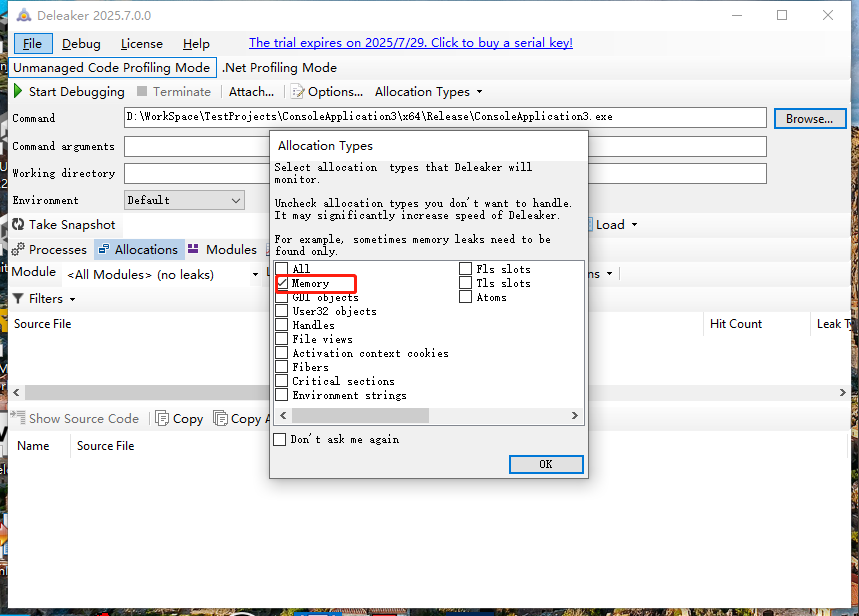 Deleaker 2025.7.0.0
File Debug License Help The trial expires on 2025/7/29. Click to buy a serial key!
Unmanaged Code Profiling Mode .Net Profiling Mode
Start Debugging Terminate Attach... Options... Allocation Types
Command D:\WorkSpace\TestProjects\ConsoleApplication3\x64\Release\ConsoleApplication3.exe Browse...
Command arguments
Working directory
Environment Default
Take Snapshot Load
Processes Allocations Modules
Module <All Modules> (no leaks)
Filters
Source File Hit Count Leak Ty
Show Source Code Copy Copy A
Name Source File
Allocation Types
Select allocation types that Deleaker will
monitor.
Uncheck allocation types you don't want to handle.
It may significantly increase speed of Deleaker.
For example, sometimes memory leaks need to be
found only.
All Fls slots
Memory Tls slots
GDI objects Atoms
User32 objects
Handles
File views
Activation context cookies
Fibers
Critical sections
Environment strings
Don't ask me again
OK